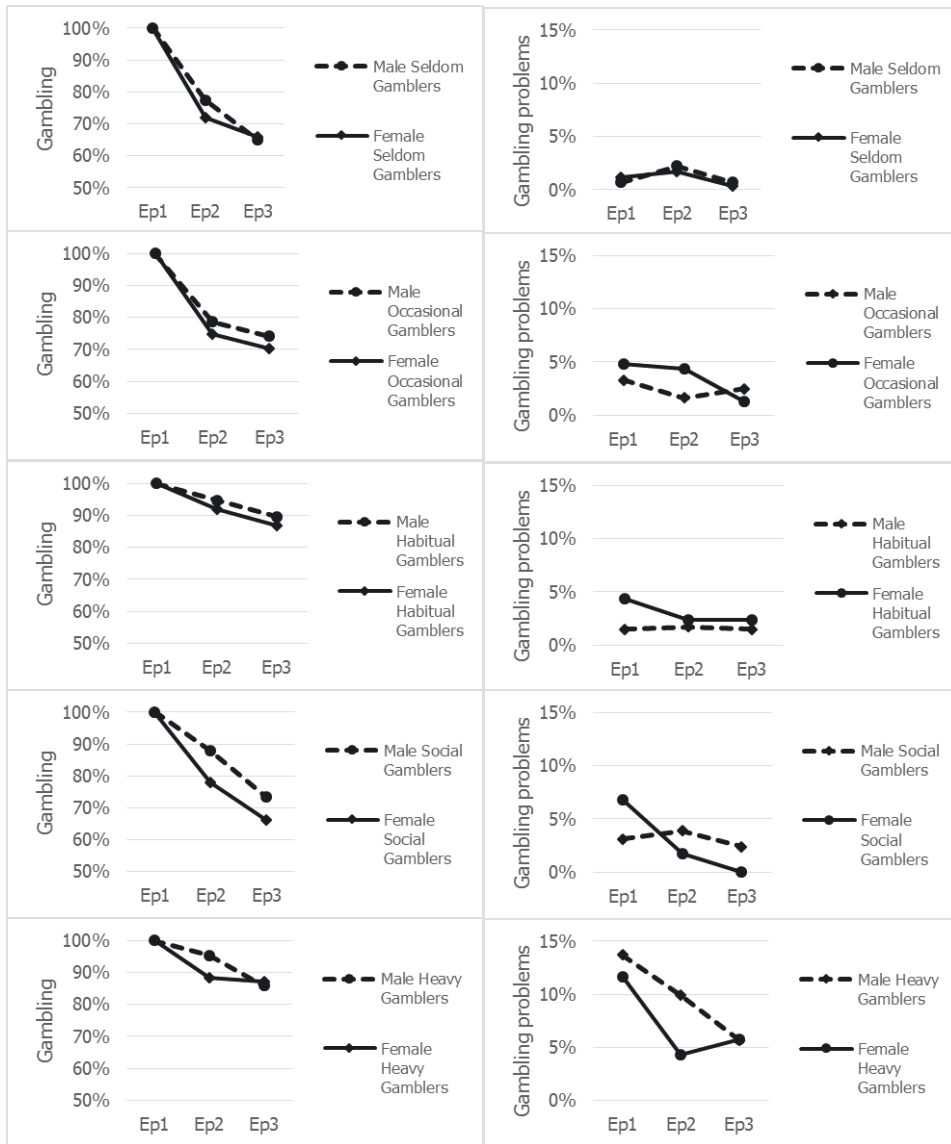 Gambling
100%
90%
80%
70%
60%
50%
Ep1 Ep2 Ep3
Male Seldom
Gamblers
Female
Seldom
Gamblers
Gambling problems
15%
10%
5%
0%
Ep1 Ep2 Ep3
Male Seldom
Gamblers
Female
Seldom
Gamblers
Gambling
100%
90%
80%
70%
60%
50%
Ep1 Ep2 Ep3
Male
Occasional
Gamblers
Female
Occasional
Gamblers
Gambling problems
15%
10%
5%
0%
Ep1 Ep2 Ep3
Male
Occasional
Gamblers
Female
Occasional
Gamblers
Gambling
100%
90%
80%
70%
60%
50%
Ep1 Ep2 Ep3
Male
Habitual
Gamblers
Female
Habitual
Gamblers
Gambling problems
15%
10%
5%
0%
Ep1 Ep2 Ep3
Male
Habitual
Gamblers
Female
Habitual
Gamblers
Gambling
100%
90%
80%
70%
60%
50%
Ep1 Ep2 Ep3
Male Social
Gamblers
Female
Social
Gamblers
Gambling problems
15%
10%
5%
0%
Ep1 Ep2 Ep3
Male Social
Gamblers
Female
Social
Gamblers
Gambling
100%
90%
80%
70%
60%
50%
Ep1 Ep2 Ep3
Male Heavy
Gamblers
Female
Heavy
Gamblers
Gambling problems
15%
10%
5%
0%
Ep1 Ep2 Ep3
Male Heavy
Gamblers
Female
Heavy
Gamblers